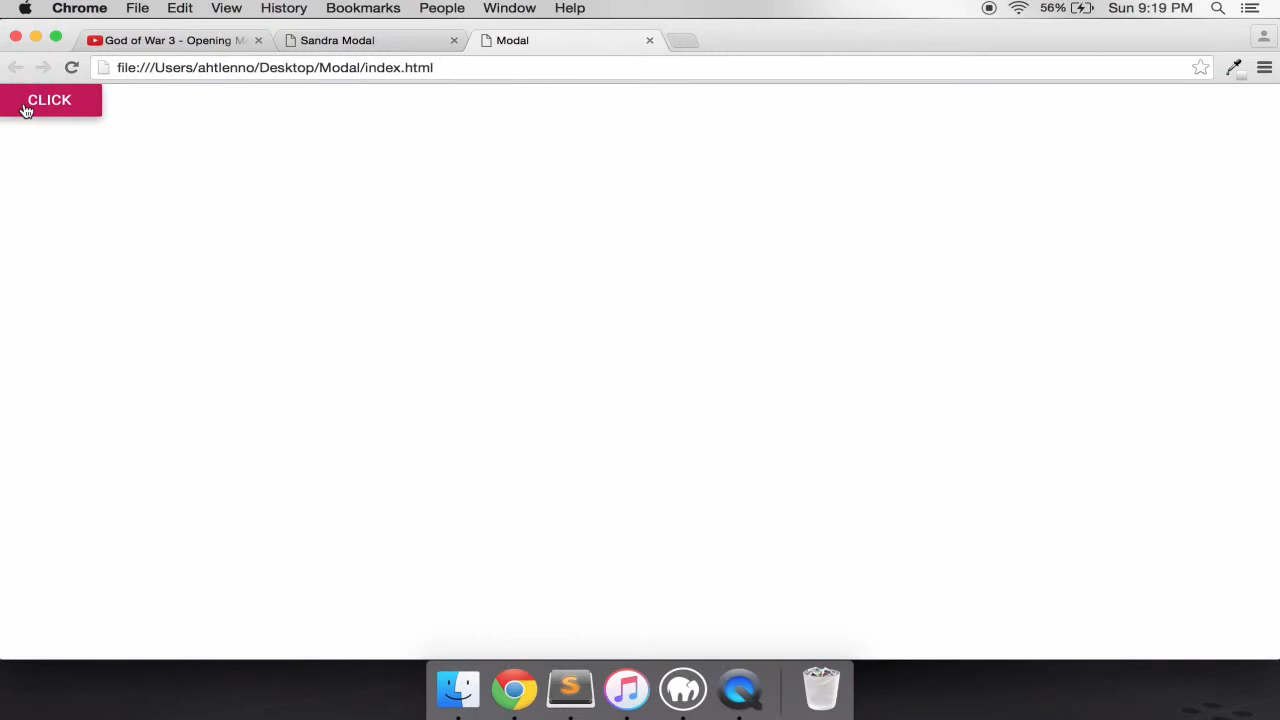 Chrome File Edit View History Bookmarks People Window Help 56% Sun 9:19 PM
God of War 3 - Opening M Sandra Modal Modal
file:///Users/ahtlenno/Desktop/Modal/index.html
CLICK